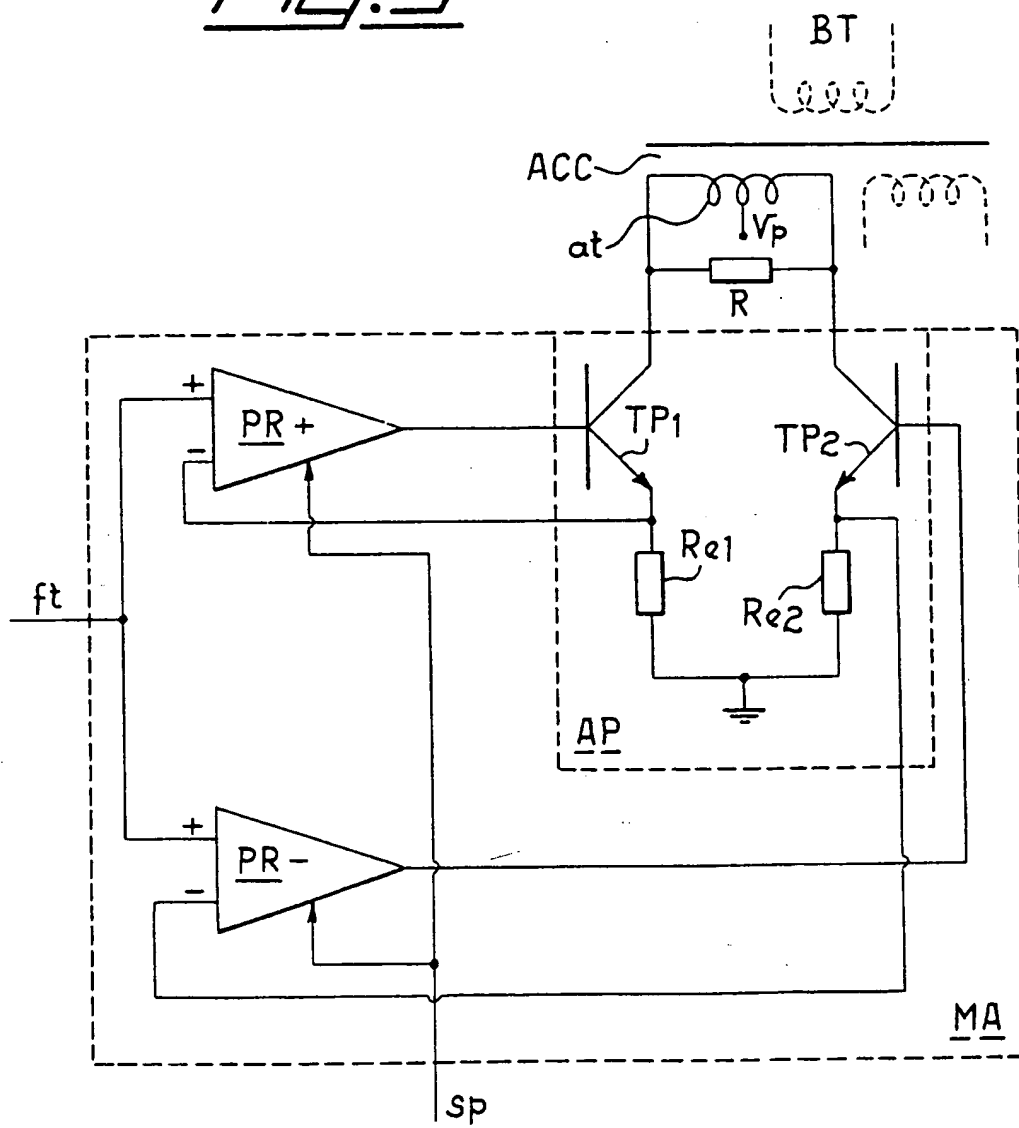 BT
ACC
at
Vp
R
+
PR +
-
TP1
TP2
Re1
Re2
ft
AP
+
PR -
-
MA
sp